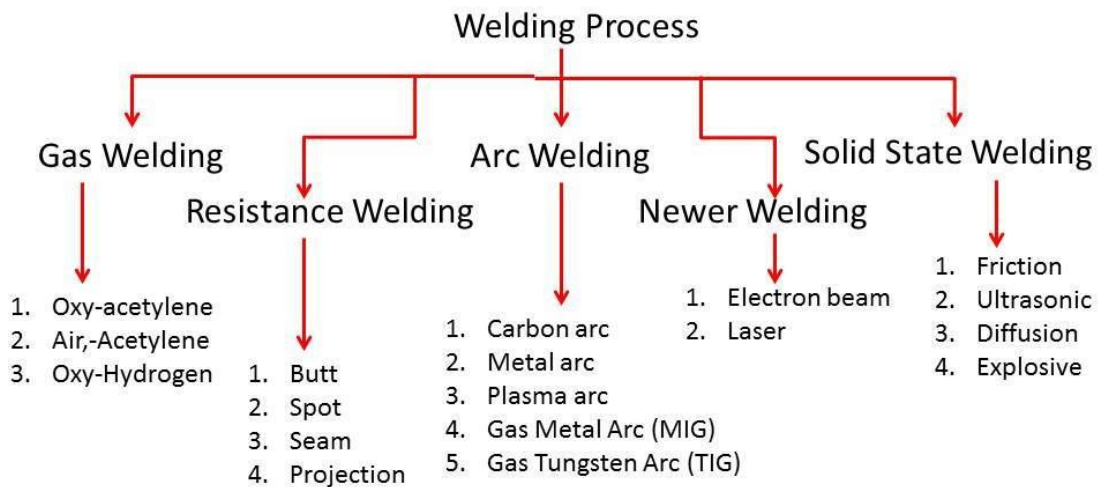 Welding Process
Gas Welding
1. Oxy-acetylene
2. Air,-Acetylene
3. Oxy-Hydrogen
Resistance Welding
1. Butt
2. Spot
3. Seam
4. Projection
Arc Welding
1. Carbon arc
2. Metal arc
3. Plasma arc
4. Gas Metal Arc (MIG)
5. Gas Tungsten Arc (TIG)
Newer Welding
1. Electron beam
2. Laser
Solid State Welding
1. Friction
2. Ultrasonic
3. Diffusion
4. Explosive